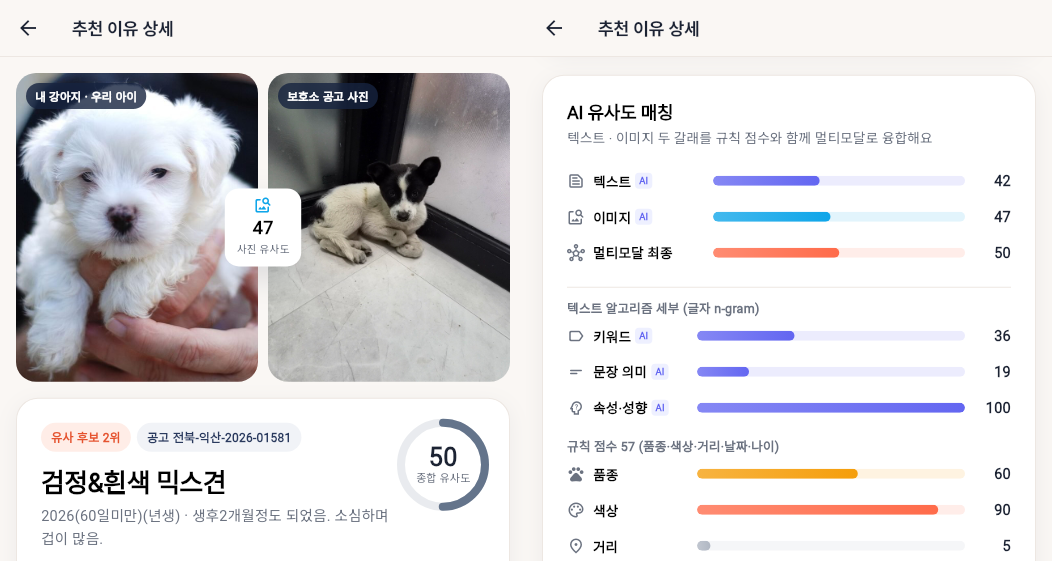 추천 이유 상세
내 강아지 · 우리 아이
보호소 공고 사진
47
사진 유사도
유사 후보 2위
공고 전북-익산-2026-01581
50
종합 유사도
검정&흰색 믹스견
2026(60일미만)(년생) · 생후2개월정도 되었음. 소심하며
겁이 많음.
추천 이유 상세
AI 유사도 매칭
텍스트 · 이미지 두 갈래를 규칙 점수와 함께 멀티모달로 융합해요
텍스트 AI 42
이미지 AI 47
멀티모달 최종 50
텍스트 알고리즘 세부 (글자 n-gram)
키워드 AI 36
문장 의미 AI 19
속성·성향 AI 100
규칙 점수 57 (품종·색상·거리·날짜·나이)
품종 60
색상 90
거리 5